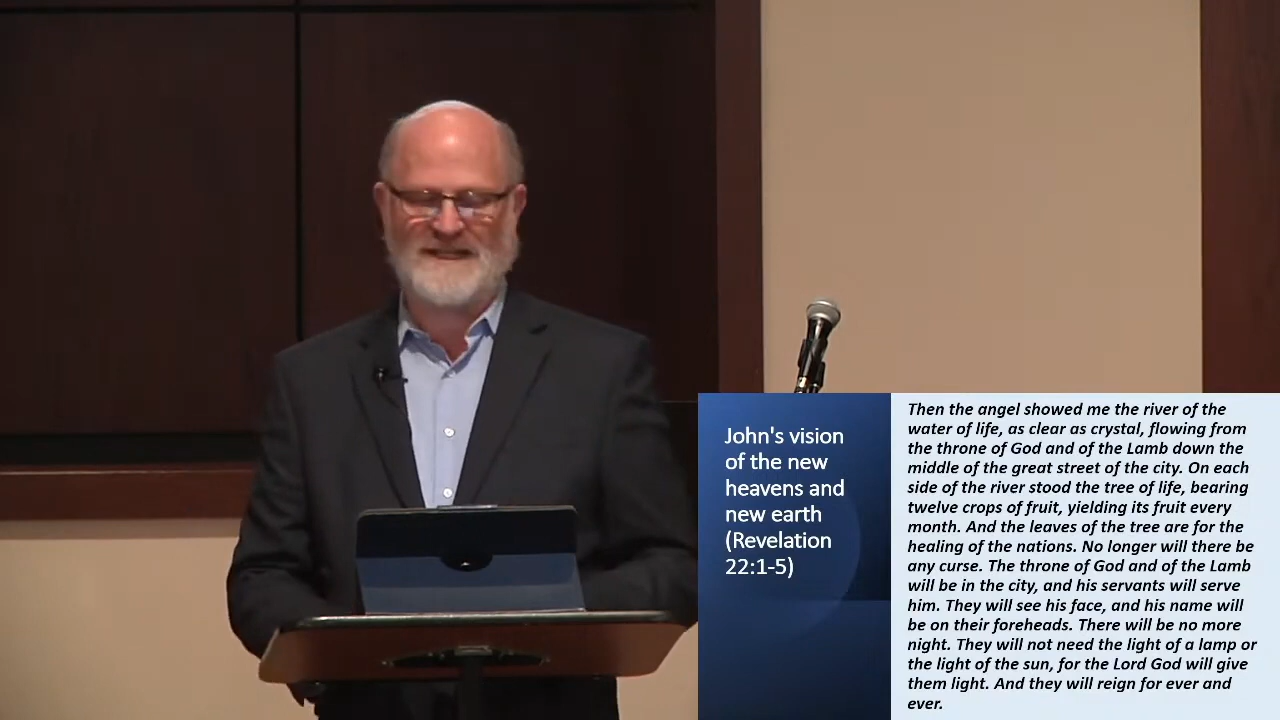 John's vision
of the new
heavens and
new earth
(Revelation
22:1-5)
Then the angel showed me the river of the
water of life, as clear as crystal, flowing from
the throne of God and of the Lamb down the
middle of the great street of the city. On each
side of the river stood the tree of life, bearing
twelve crops of fruit, yielding its fruit every
month. And the leaves of the tree are for the
healing of the nations. No longer will there be
any curse. The throne of God and of the Lamb
will be in the city, and his servants will serve
him. They will see his face, and his name will
be on their foreheads. There will be no more
night. They will not need the light of a lamp or
the light of the sun, for the Lord God will give
them light. And they will reign for ever and
ever.